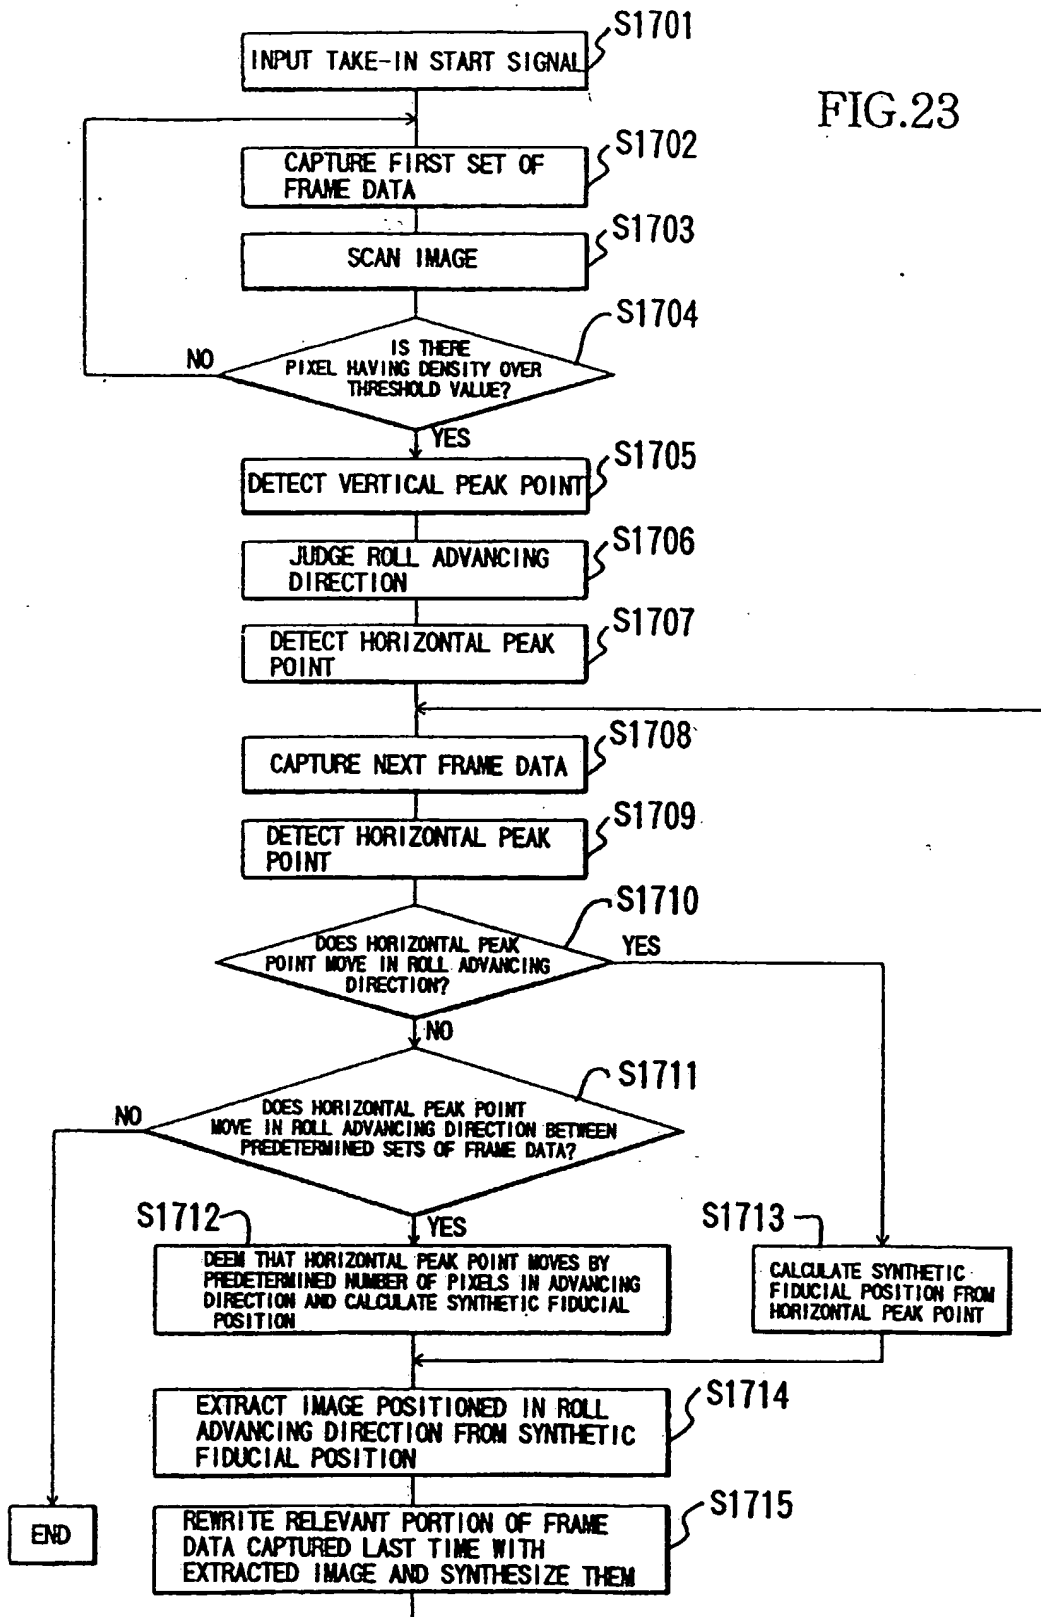 FIG.23
S1701
INPUT TAKE-IN START SIGNAL
S1702
CAPTURE FIRST SET OF
FRAME DATA
S1703
SCAN IMAGE
S1704
IS THERE
PIXEL HAVING DENSITY OVER
THRESHOLD VALUE?
NO
YES
S1705
DETECT VERTICAL PEAK POINT
S1706
JUDGE ROLL ADVANCING
DIRECTION
S1707
DETECT HORIZONTAL PEAK
POINT
S1708
CAPTURE NEXT FRAME DATA
S1709
DETECT HORIZONTAL PEAK
POINT
S1710
DOES HORIZONTAL PEAK
POINT MOVE IN ROLL ADVANCING
DIRECTION?
YES
NO
S1711
DOES HORIZONTAL PEAK POINT
MOVE IN ROLL ADVANCING DIRECTION BETWEEN
PREDETERMINED SETS OF FRAME DATA?
NO
YES
S1712
DEEM THAT HORIZONTAL PEAK POINT MOVES BY
PREDETERMINED NUMBER OF PIXELS IN ADVANCING
DIRECTION AND CALCULATE SYNTHETIC FIDUCIAL
POSITION
S1713
CALCULATE SYNTHETIC
FIDUCIAL POSITION FROM
HORIZONTAL PEAK POINT
S1714
EXTRACT IMAGE POSITIONED IN ROLL
ADVANCING DIRECTION FROM SYNTHETIC
FIDUCIAL POSITION
S1715
REWRITE RELEVANT PORTION OF FRAME
DATA CAPTURED LAST TIME WITH
EXTRACTED IMAGE AND SYNTHESIZE THEM
END